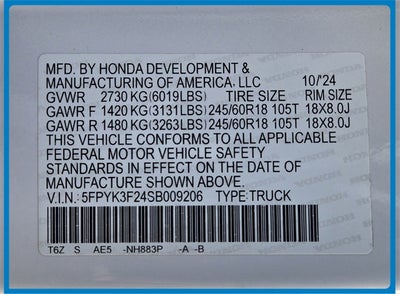 MFD. BY HONDA DEVELOPMENT &
MANUFACTURING OF AMERICA, LLC 10/'24
GVWR 2730 KG(6019LBS) TIRE SIZE RIM SIZE
GAWR F 1420 KG(3131LBS) 245/60R18 105T 18X8.0J
GAWR R 1480 KG(3263LBS) 245/60R18 105T 18X8.0J
THIS VEHICLE CONFORMS TO ALL APPLICABLE
FEDERAL MOTOR VEHICLE SAFETY
STANDARDS IN EFFECT ON THE DATE OF
MANUFACTURE SHOWN ABOVE.
V.I.N.: 5FPYK3F24SB009206 TYPE:TRUCK
T6Z S AE5 -NH883P -A -B